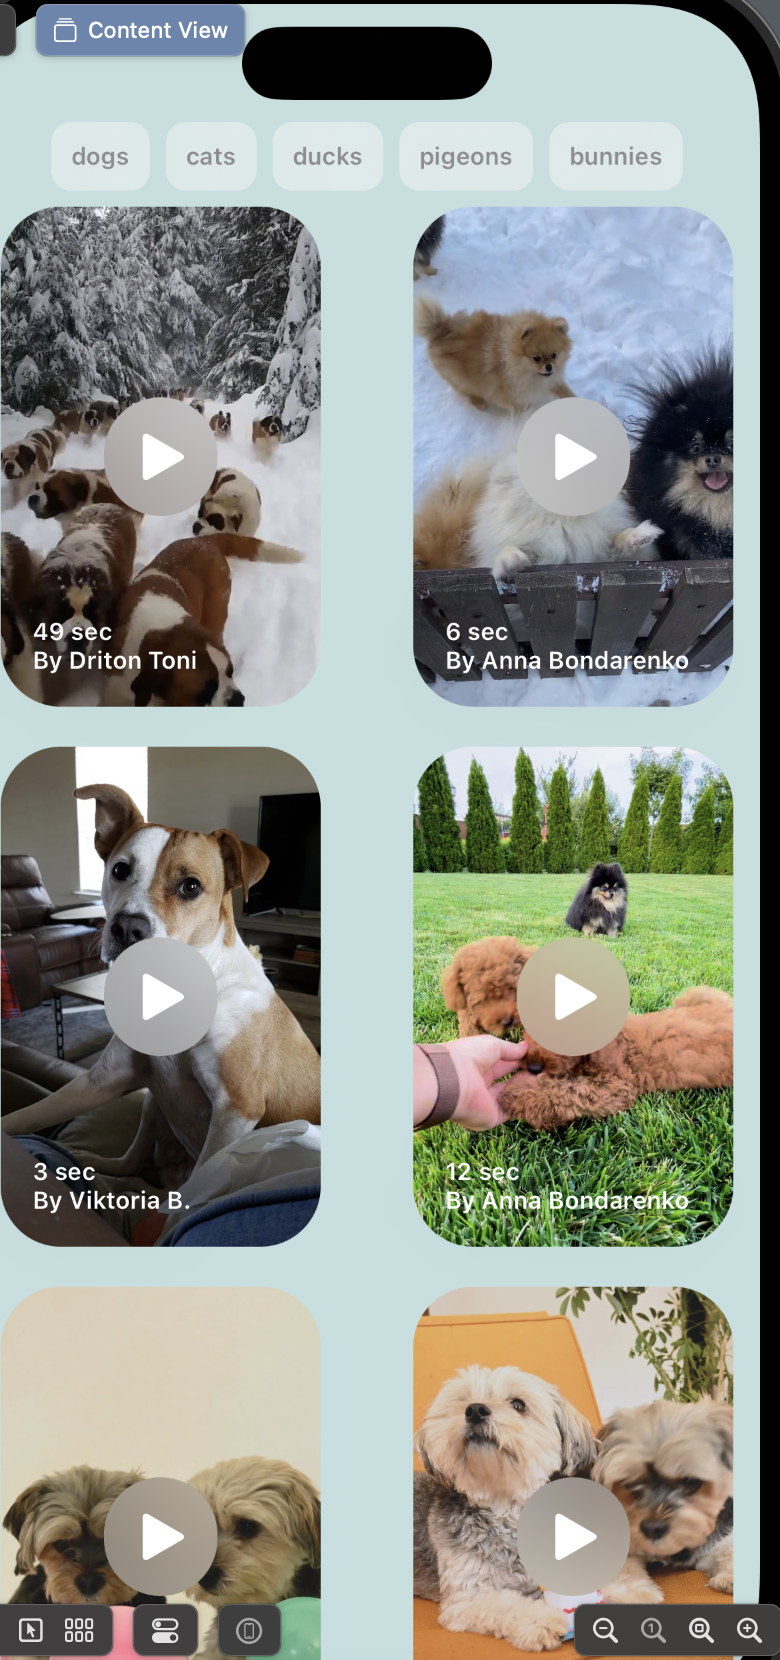 Content View
dogs
cats
ducks
pigeons
bunnies
49 sec
By Driton Toni
6 sec
By Anna Bondarenko
3 sec
By Viktoria B.
12 sec
By Anna Bondarenko
1